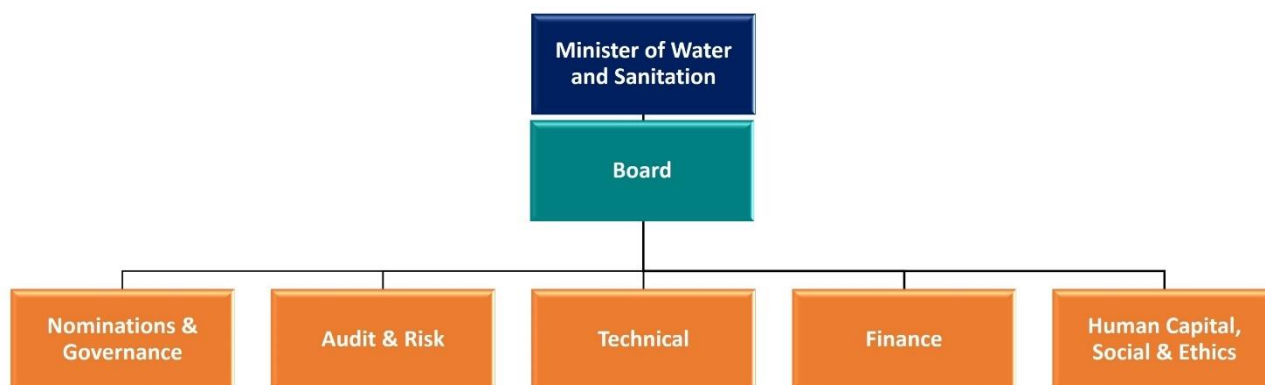 Minister of Water
and Sanitation
Board
Nominations &
Governance
Audit & Risk
Technical
Finance
Human Capital,
Social & Ethics